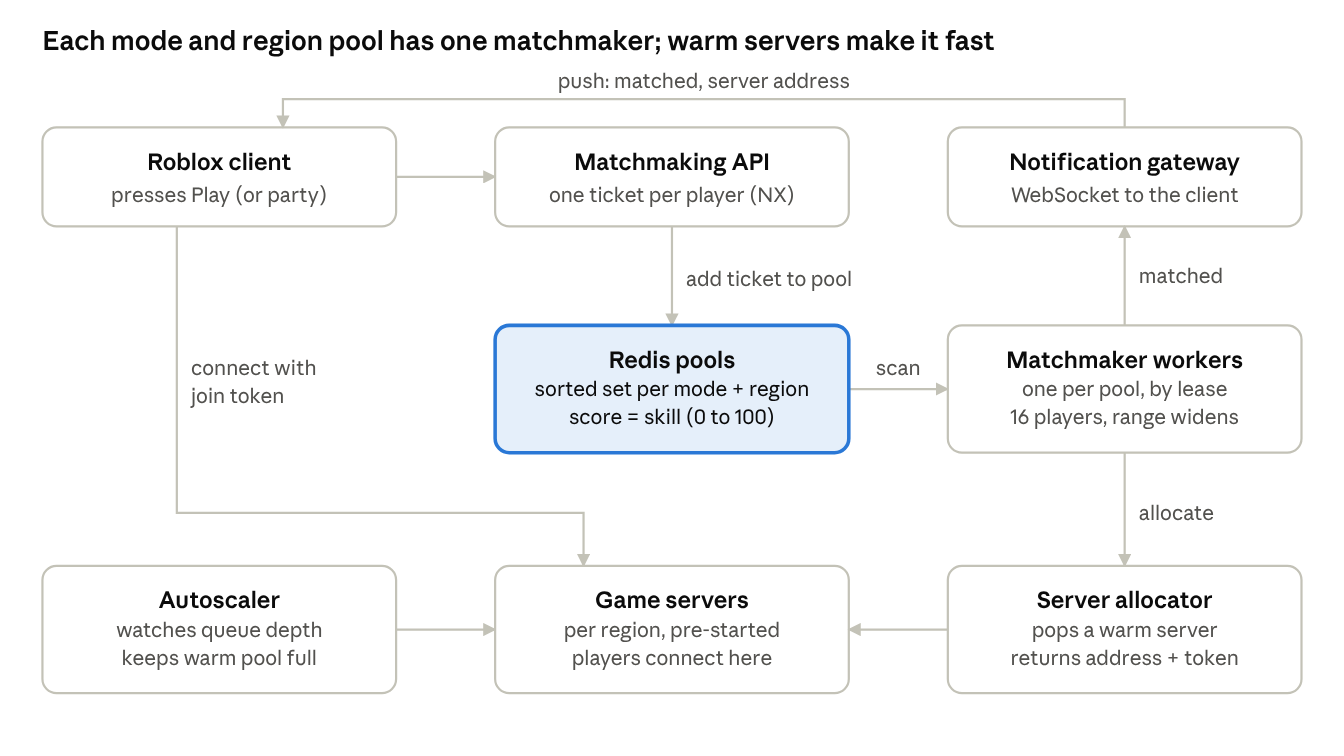 Each mode and region pool has one matchmaker; warm servers make it fast
push: matched, server address
Roblox client
presses Play (or party)
Matchmaking API
one ticket per player (NX)
Notification gateway
WebSocket to the client
add ticket to pool
matched
connect with
join token
Redis pools
sorted set per mode + region
score = skill (0 to 100)
scan
Matchmaker workers
one per pool, by lease
16 players, range widens
allocate
Autoscaler
watches queue depth
keeps warm pool full
Game servers
per region, pre-started
players connect here
Server allocator
pops a warm server
returns address + token